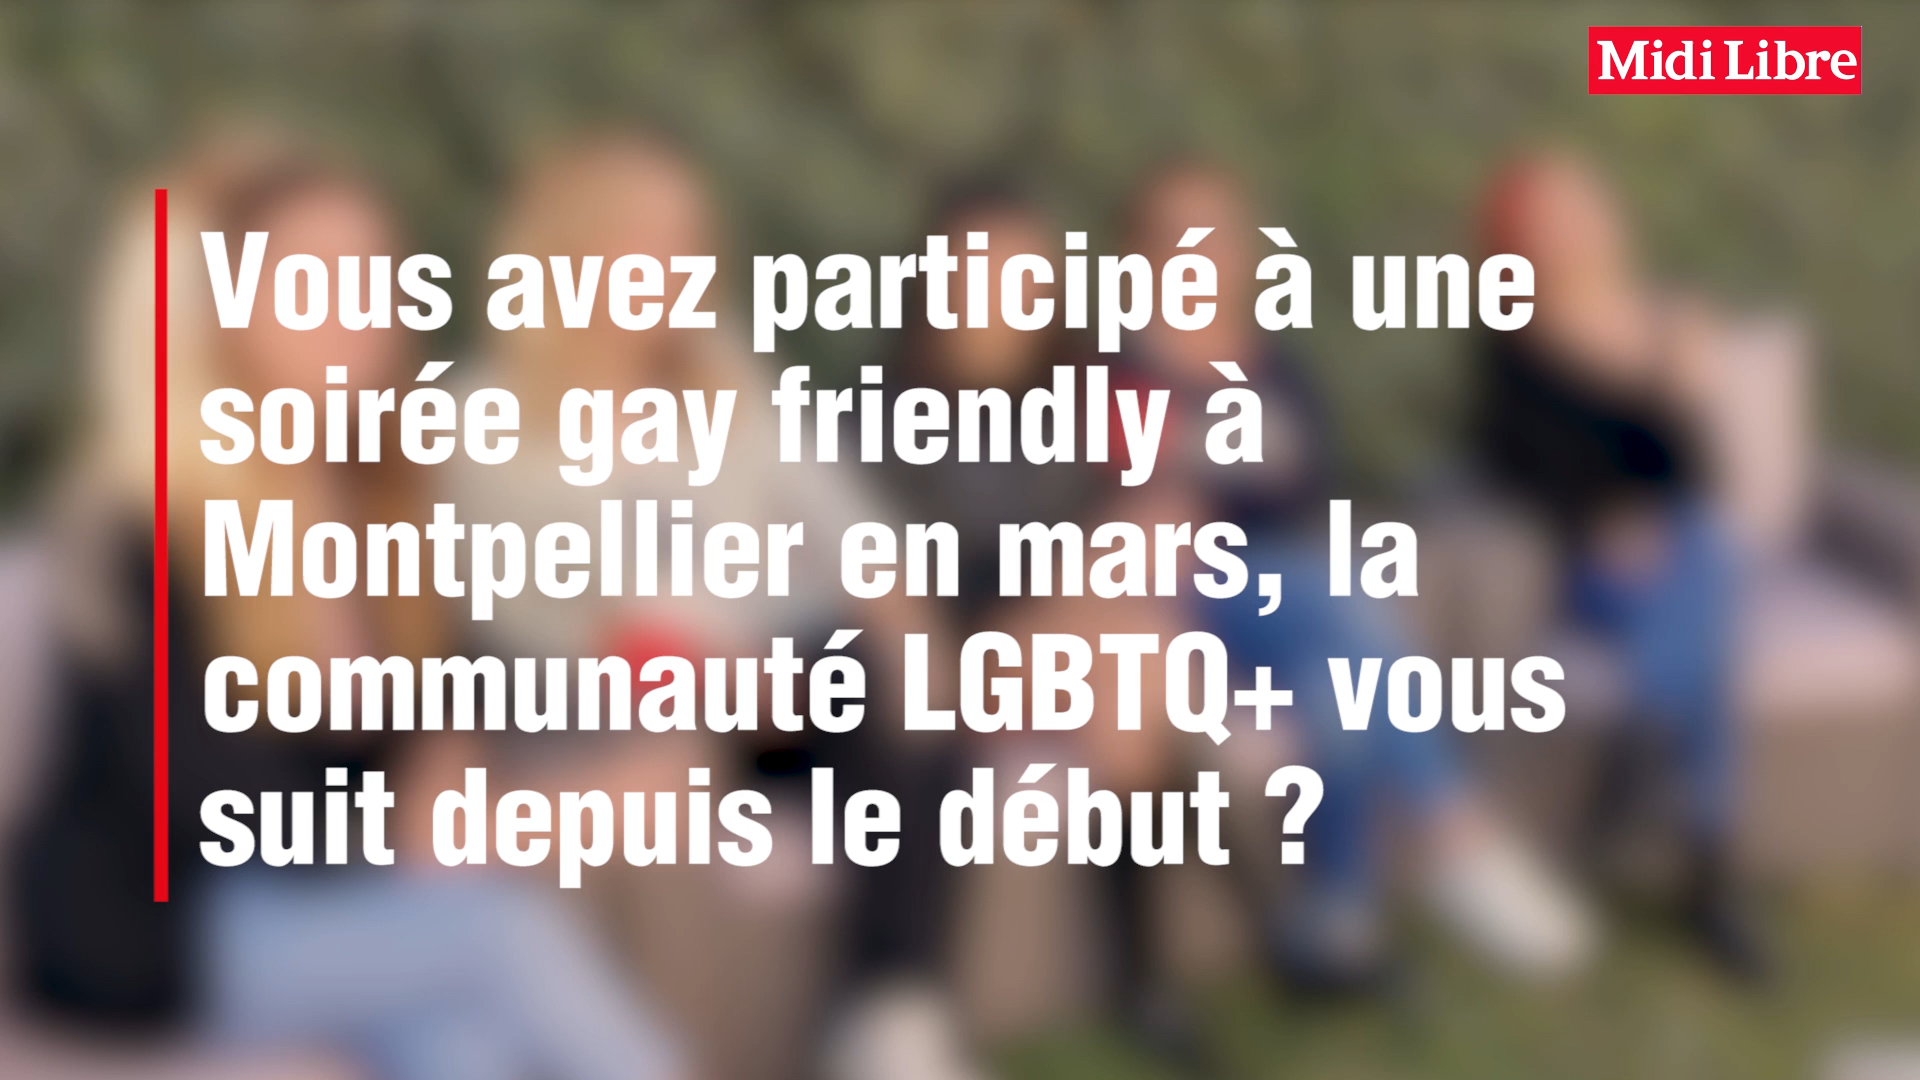 Midi Libre
Vous avez participé à une
soirée gay friendly à
Montpellier en mars, la
communauté LGBTQ+ vous
suit depuis le début ?